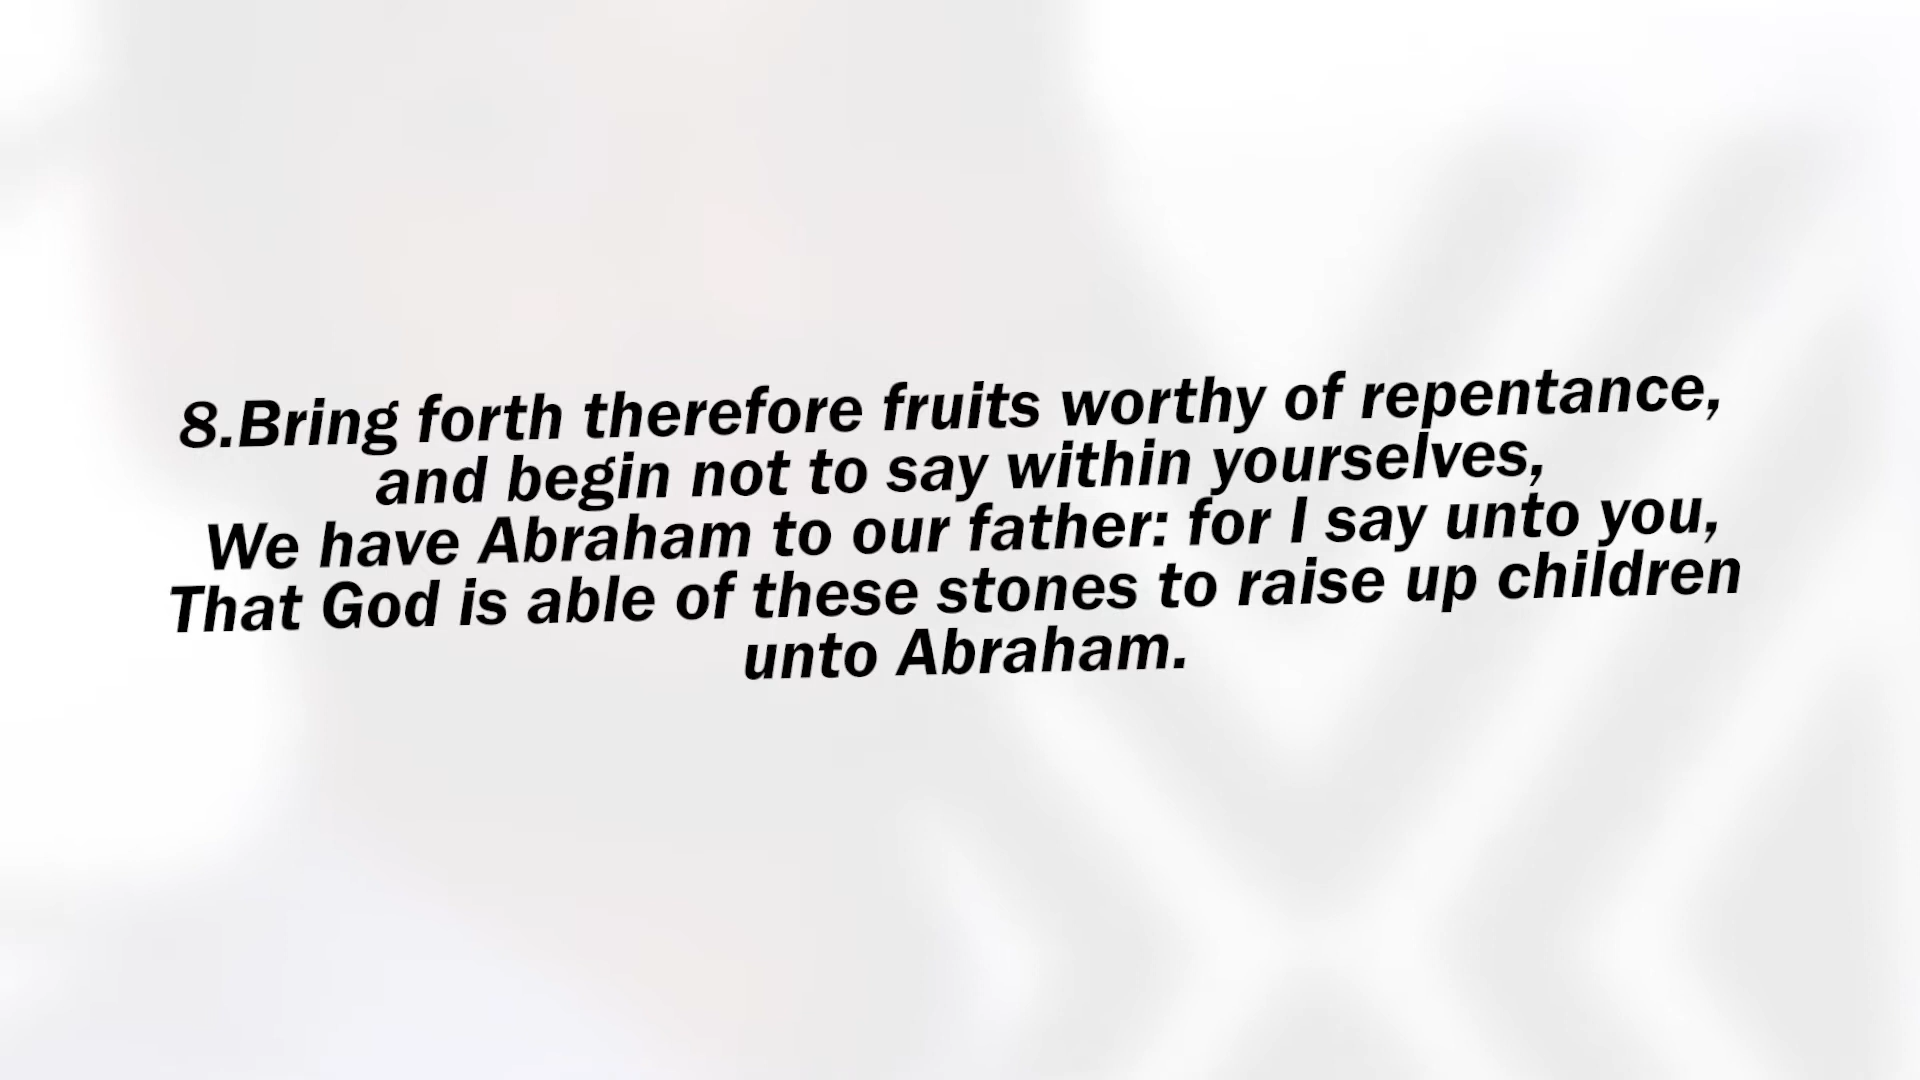 8.Bring forth therefore fruits worthy of repentance,
and begin not to say within yourselves,
We have Abraham to our father: for I say unto you,
That God is able of these stones to raise up children
unto Abraham.